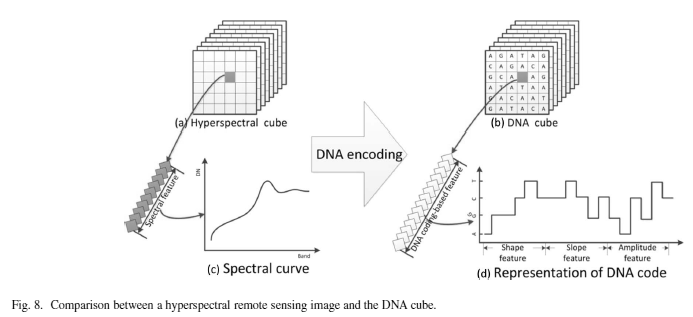 A G A T A G
C A G A C A
G C A A G
A T A T A A
G A C A A T
G A T A C A
(a) Hyperspectral cube
(b) DNA cube
DNA encoding
Spectral feature
DN
Band
(c) Spectral curve
DNA coding-based feature
T
C
G
A
Shape feature
Slope feature
Amplitude feature
(d) Representation of DNA code
Fig. 8. Comparison between a hyperspectral remote sensing image and the DNA cube.